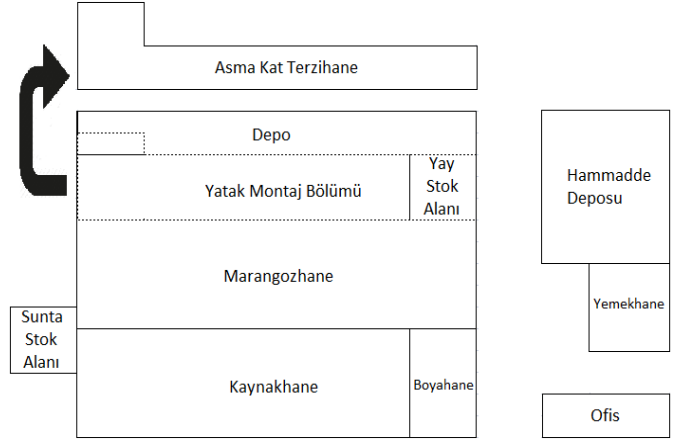 Asma Kat Terzihane
Depo
Yatak Montaj Bölümü
Yay
Stok
Alanı
Hammadde
Deposu
Marangozhane
Yemekhane
Sunta
Stok
Alanı
Kaynakhane
Boyahane
Ofis